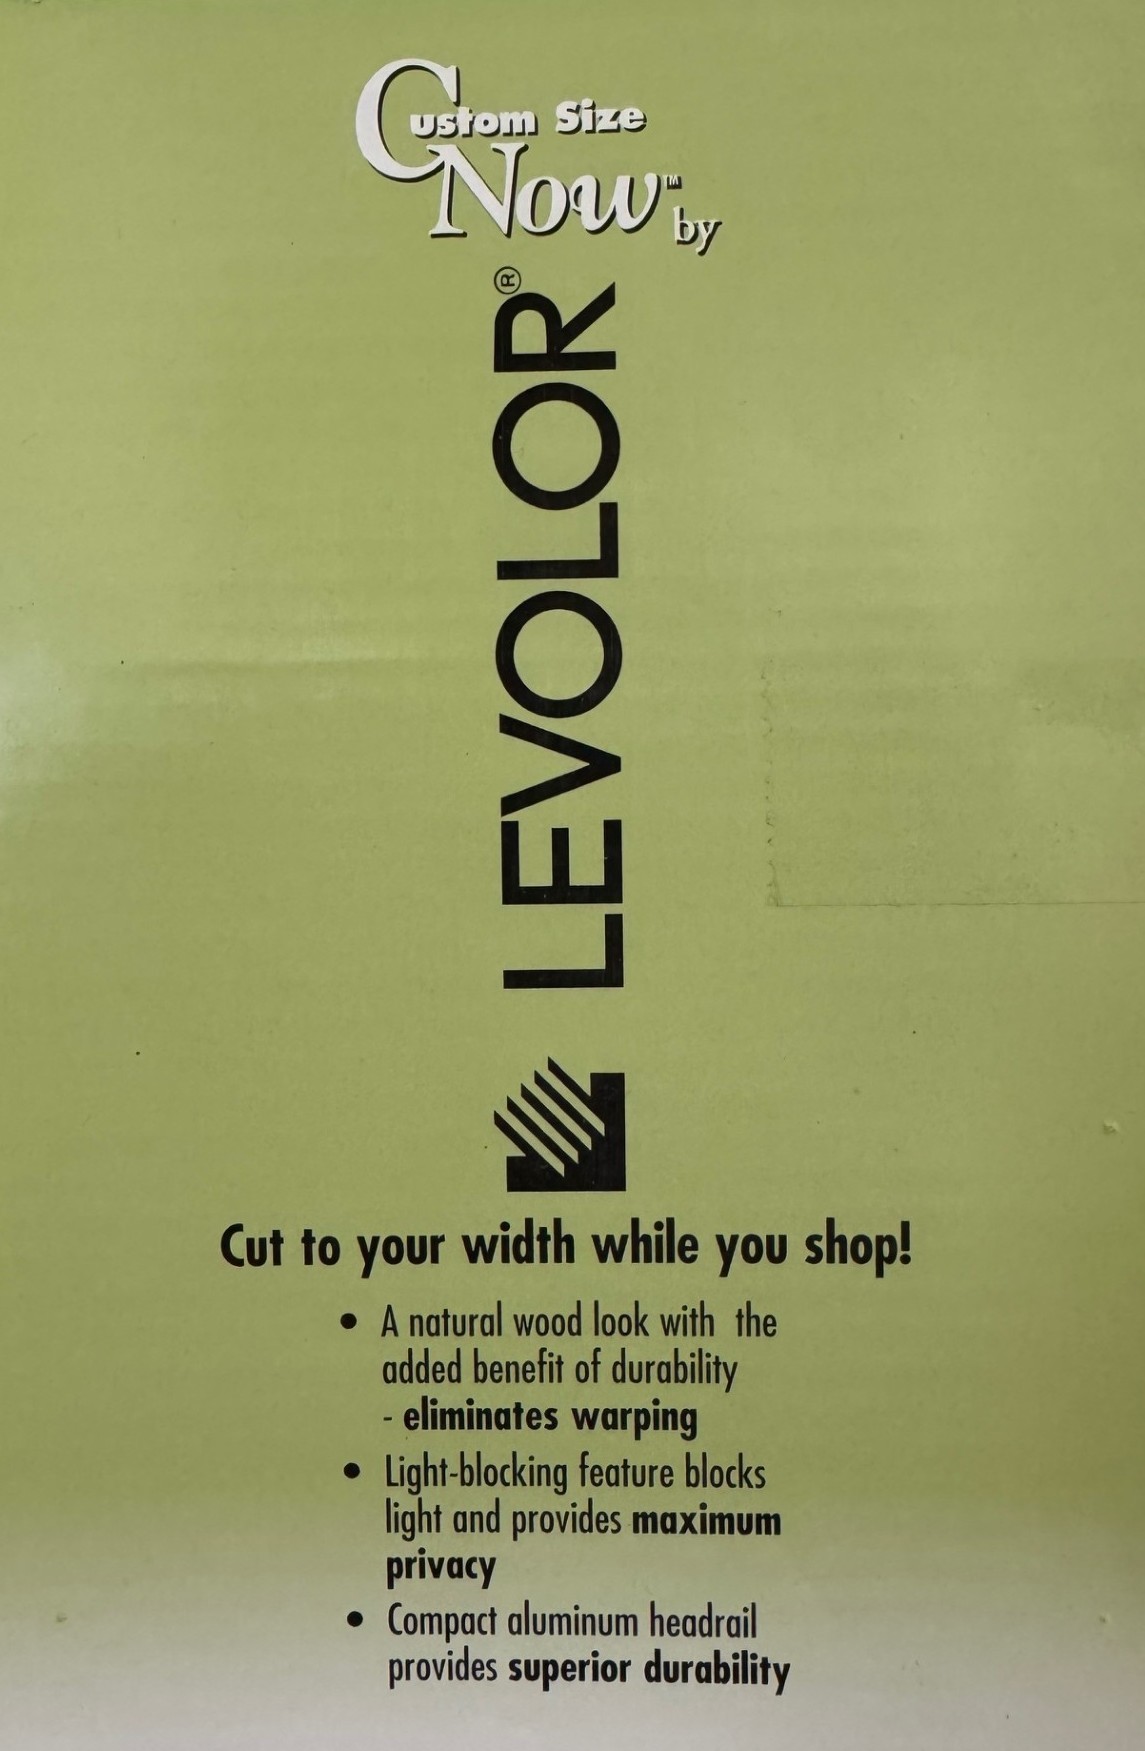 Custom Size
Now™ by
LEVOLOR®
Cut to your width while you shop!
• A natural wood look with the
added benefit of durability
- eliminates warping
• Light-blocking feature blocks
light and provides maximum
privacy
• Compact aluminum headrail
provides superior durability